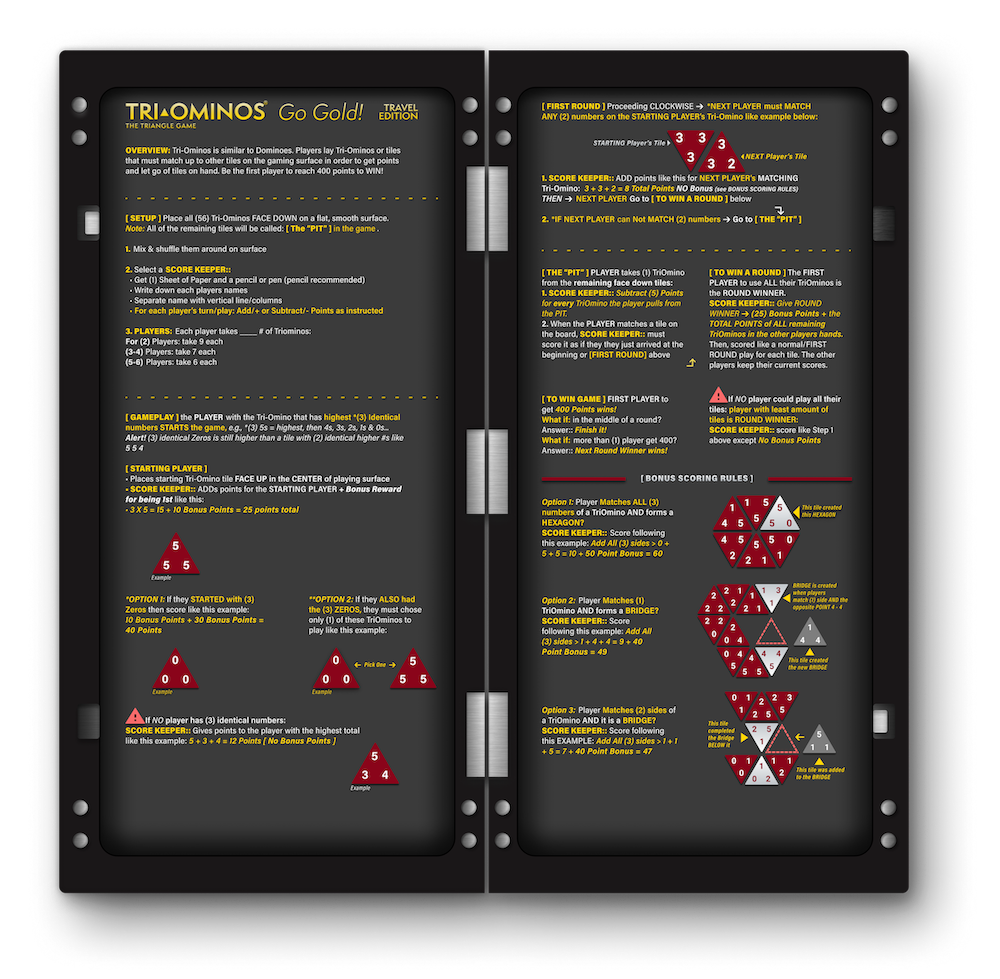 TRI▲OMINOS® Go Gold! TRAVEL EDITION
THE TRIANGLE GAME
OVERVIEW: Tri-Ominos is similar to Dominoes. Players lay Tri-Ominos or tiles
that must match up to other tiles on the gaming surface in order to get points
and let go of tiles on hand. Be the first player to reach 400 points to WIN!
[ SETUP ] Place all (56) Tri-Ominos FACE DOWN on a flat, smooth surface.
Note: All of the remaining tiles will be called: [ The "PIT" ] in the game .
1. Mix & shuffle them around on surface
2. Select a SCORE KEEPER::
• Get (1) Sheet of Paper and a pencil or pen (pencil recommended)
• Write down each players name
• Separate name with vertical line/columns
• For each player's turn/play: Add/+ or Subtract/- Points as instructed
3. PLAYERS: Each player takes ____ # of Triominos:
For (2) Players: take 9 each
(3-4) Players: take 7 each
(5-6) Players: take 6 each
[ GAMEPLAY ] the PLAYER with the Tri-Omino that has highest *(3) Identical
numbers STARTS the game, e.g., *(3) 5s = highest, then 4s, 3s, 2s, 1s & 0s...
Alert! (3) identical Zeros is still higher than a tile with (2) identical higher #s like
5 5 4
[ STARTING PLAYER ]
• Places starting Tri-Omino tile FACE UP in the CENTER of playing surface
• SCORE KEEPER:: ADDs points for the STARTING PLAYER + Bonus Reward
for being 1st like this:
• 3 X 5 = 15 + 10 Bonus Points = 25 points total
5
5 5
Example
*OPTION 1: If they STARTED with (3)
Zeros then score like this example:
10 Bonus Points + 30 Bonus Points =
40 Points
0
0 0
Example
**OPTION 2: If they ALSO had
the (3) ZEROS, they must chose
only (1) of these TriOminos to
play like this example:
0 ← Pick One → 5
0 0 5 5
Example
If NO player has (3) identical numbers:
SCORE KEEPER:: Gives points to the player with the highest total
like this example: 5 + 3 + 4 = 12 Points [ No Bonus Points ]
5
3 4
Example
[ FIRST ROUND ] Proceeding CLOCKWISE → *NEXT PLAYER must MATCH
ANY (2) numbers on the STARTING PLAYER's Tri-Omino like example below:
STARTING Player's Tile
3 3 3
3 3 2
NEXT Player's Tile
1. SCORE KEEPER:: ADD points like this for NEXT PLAYER's MATCHING
Tri-Omino: 3 + 3 + 2 = 8 Total Points NO Bonus (see BONUS SCORING RULES)
THEN → NEXT PLAYER Go to [ TO WIN A ROUND ] below
2. *IF NEXT PLAYER can Not MATCH (2) numbers → Go to [ THE "PIT" ]
[ THE "PIT" ] PLAYER takes (1) TriOmino
from the remaining face down tiles:
1. SCORE KEEPER:: Subtract (5) Points
for every TriOmino the player pulls from
the PIT.
2. When the PLAYER matches a tile on
the board, SCORE KEEPER:: must
score it as if they they just arrived at the
beginning or [FIRST ROUND] above
[ TO WIN A ROUND ] The FIRST
PLAYER to use ALL their TriOminos is
the ROUND WINNER.
SCORE KEEPER:: Give ROUND
WINNER → (25) Bonus Points + the
TOTAL POINTS of ALL remaining
TriOminos in the other players hands.
Then, scored like a normal/FIRST
ROUND play for each tile. The other
players keep their current scores.
[ TO WIN GAME ] FIRST PLAYER to
get 400 Points wins!
What if: in the middle of a round?
Answer:: Finish it!
What if: more than (1) player get 400?
Answer:: Next Round Winner wins!
If NO player could play all their
tiles: player with least amount of
tiles is ROUND WINNER:
SCORE KEEPER:: score like Step 1
above except No Bonus Points
[ BONUS SCORING RULES ]
Option 1: Player Matches ALL (3)
numbers of a TriOmino AND forms a
HEXAGON?
SCORE KEEPER:: Score following
this example: Add All (3) sides > 0 +
5 + 5 = 10 + 50 Point Bonus = 60
1 1 5 5
4 5 5 5 5 0
4 5 5 5 5 0
2 2 1 1
This tile created
this HEXAGON
Option 2: Player Matches (1)
TriOmino AND forms a BRIDGE?
SCORE KEEPER:: Score
following this example: Add All
(3) sides > 1 + 4 + 4 = 9 + 40
Point Bonus = 49
BRIDGE is created
when players
match (1) side AND the
opposite POINT 4 - 4
1
4 4
This tile created
the new BRIDGE
Option 3: Player Matches (2) sides of
a TriOmino AND it is a BRIDGE?
SCORE KEEPER:: Score following
this EXAMPLE: Add All (3) sides > 1 + 1
+ 5 = 7 + 40 Point Bonus = 47
This tile
completed
the Bridge
BELOW it
5
1 1
This tile was added
to the BRIDGE